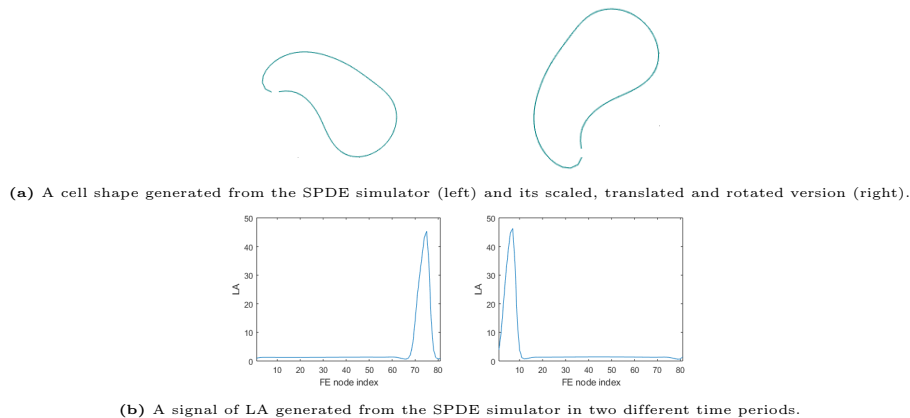 (a) A cell shape generated from the SPDE simulator (left) and its scaled, translated and rotated version (right).
50
40
30
20
10
0
LA
10 20 30 40 50 60 70 80
FE node index
50
40
30
20
10
0
LA
10 20 30 40 50 60 70 80
FE node index
(b) A signal of LA generated from the SPDE simulator in two different time periods.